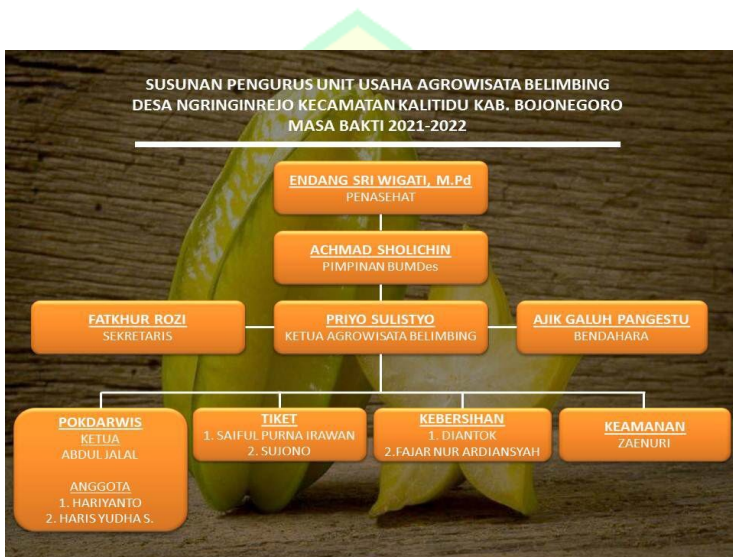 SUSUNAN PENGURUS UNIT USAHA AGROWISATA BELIMBING
DESA NGRINGINREJO KECAMATAN KALITIDU KAB. BOJONEGORO
MASA BAKTI 2021-2022
ENDANG SRI WIGATI, M.Pd
PENASEHAT
ACHMAD SHOLICHIN
PIMPINAN BUMDes
FATKHUR ROZI
SEKRETARIS
PRIYO SULISTYO
KETUA AGROWISATA BELIMBING
AJIK GALUH PANGESTU
BENDAHARA
POKDARWIS
KETUA
ABDUL JALAL
ANGGOTA
1. HARIYANTO
2. HARIS YUDHA S.
TIKET
1. SAIFUL PURNA IRAWAN
2. SUJONO
KEBERSIHAN
1. DIANTOK
2.FAJAR NUR ARDIANSYAH
KEAMANAN
ZAENURI